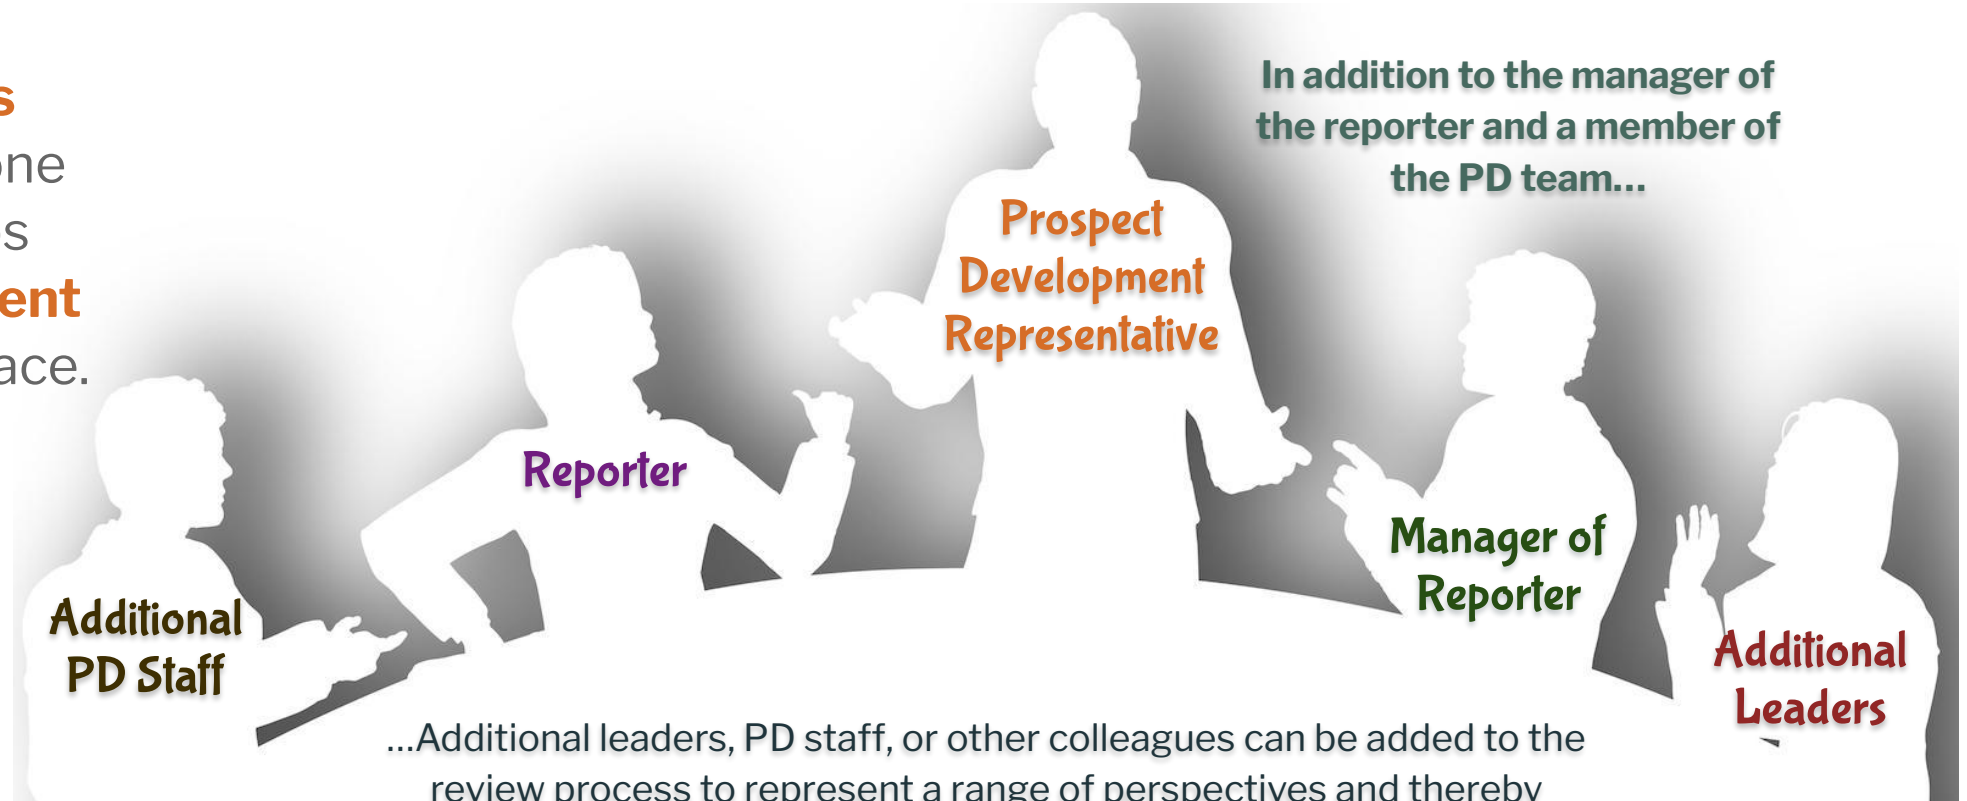 In addition to the manager of
the reporter and a member of
the PD team...
Prospect
Development
Representative
Reporter
Manager of
Reporter
Additional
PD Staff
Additional
Leaders
...Additional leaders, PD staff, or other colleagues can be added to the
review process to represent a range of perspectives and thereby